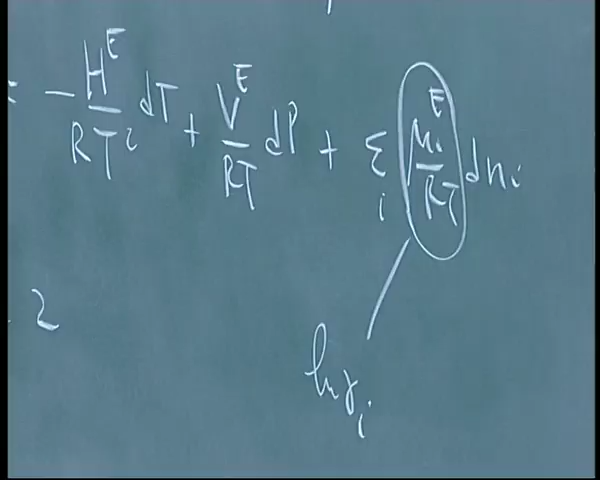 = - H^E/RT² dT + V^E/RT dP + Σ_i μ_i^E/RT dn_i
2
ln γ_i